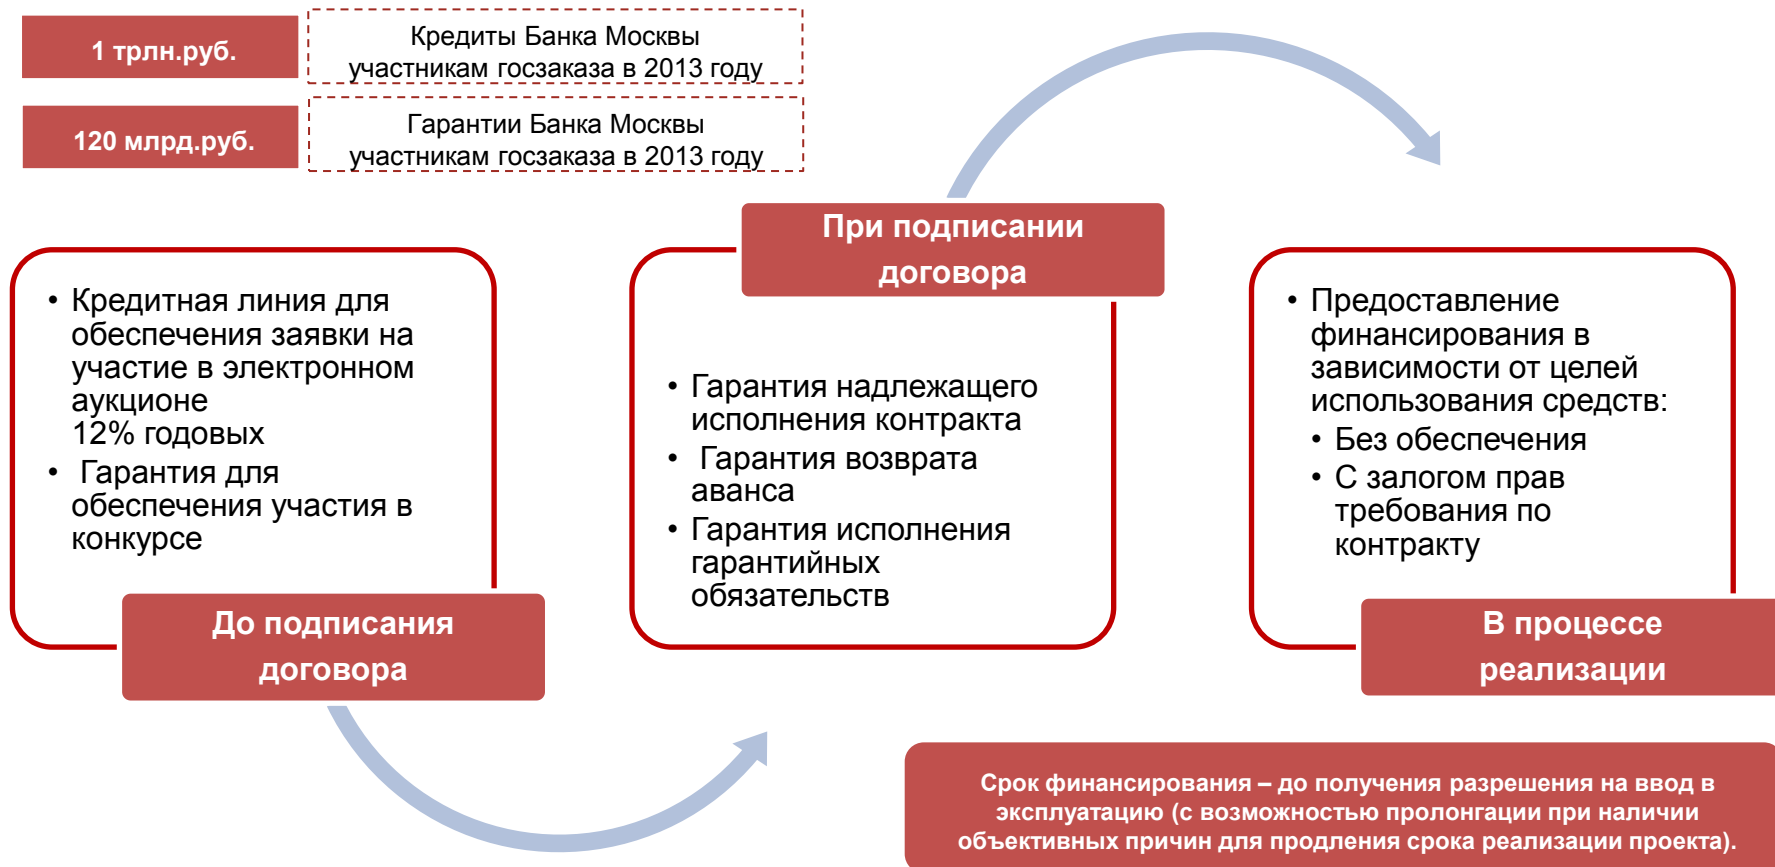 1 трлн.руб.
Кредиты Банка Москвы
участникам госзаказа в 2013 году
120 млрд.руб.
Гарантии Банка Москвы
участникам госзаказа в 2013 году
• Кредитная линия для
обеспечения заявки на
участие в электронном
аукционе
12% годовых
• Гарантия для
обеспечения участия в
конкурсе
До подписания
договора
При подписании
договора
• Гарантия надлежащего
исполнения контракта
• Гарантия возврата
аванса
• Гарантия исполнения
гарантийных
обязательств
• Предоставление
финансирования в
зависимости от целей
использования средств:
• Без обеспечения
• С залогом прав
требования по
контракту
В процессе
реализации
Срок финансирования – до получения разрешения на ввод в
эксплуатацию (с возможностью пролонгации при наличии
объективных причин для продления срока реализации проекта).